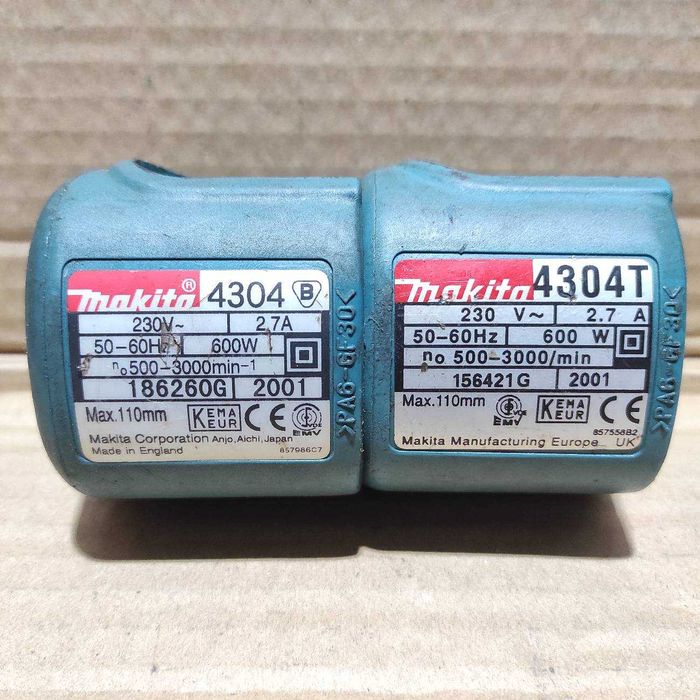 makita® 4304 B
230V~ 2.7A
50-60Hz 600W
no 500-3000min-1
186260G 2001
Max.110mm KEMA EUR CE VDE EMV
Makita Corporation Anjo, Aichi, Japan
Made in England 857986C7
>PA6-GF30<
makita 4304T
230 V~ 2.7 A
50-60Hz 600 W
no 500-3000/min
156421G 2001
Max.110mm VDE EMV KEMA EUR CE
857558B2
Makita Manufacturing Europe UK
>PA6-GF30<